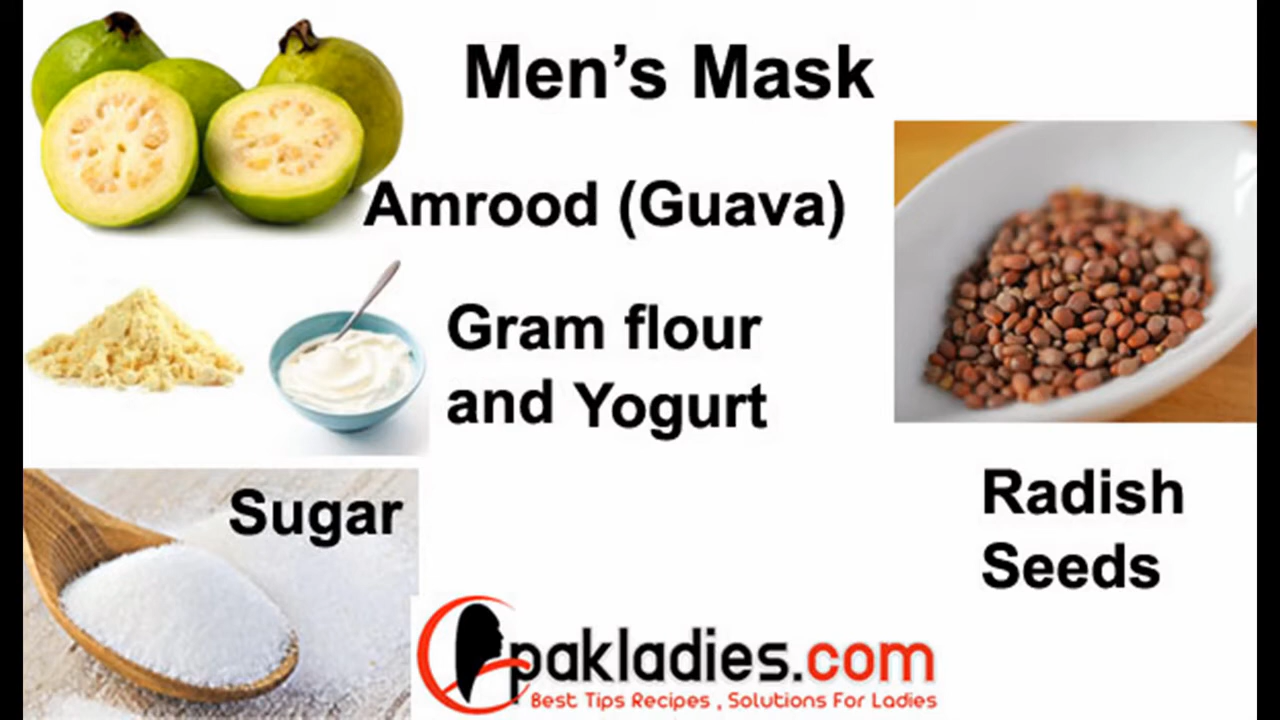 Men's Mask
Amrood (Guava)
Gram flour
and Yogurt
Sugar
Radish
Seeds
pakladies.com
Best Tips Recipes , Solutions For Ladies